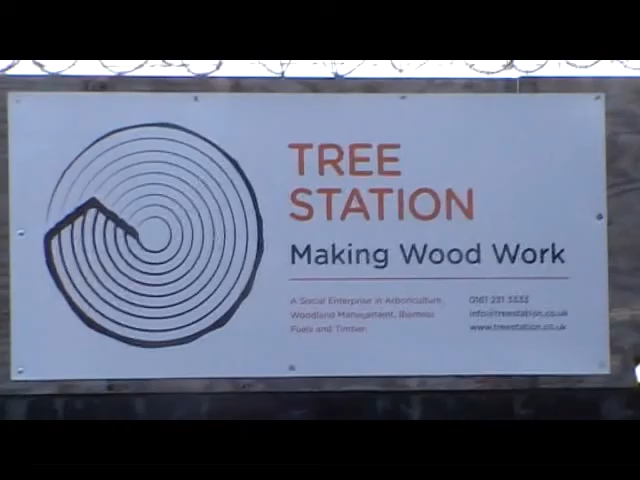 TREE
STATION
Making Wood Work
A Social Enterprise in Arboriculture,
Woodland Management, Biomass
Fuels and Timber.
0161 231 3333
info@treestation.co.uk
www.treestation.co.uk